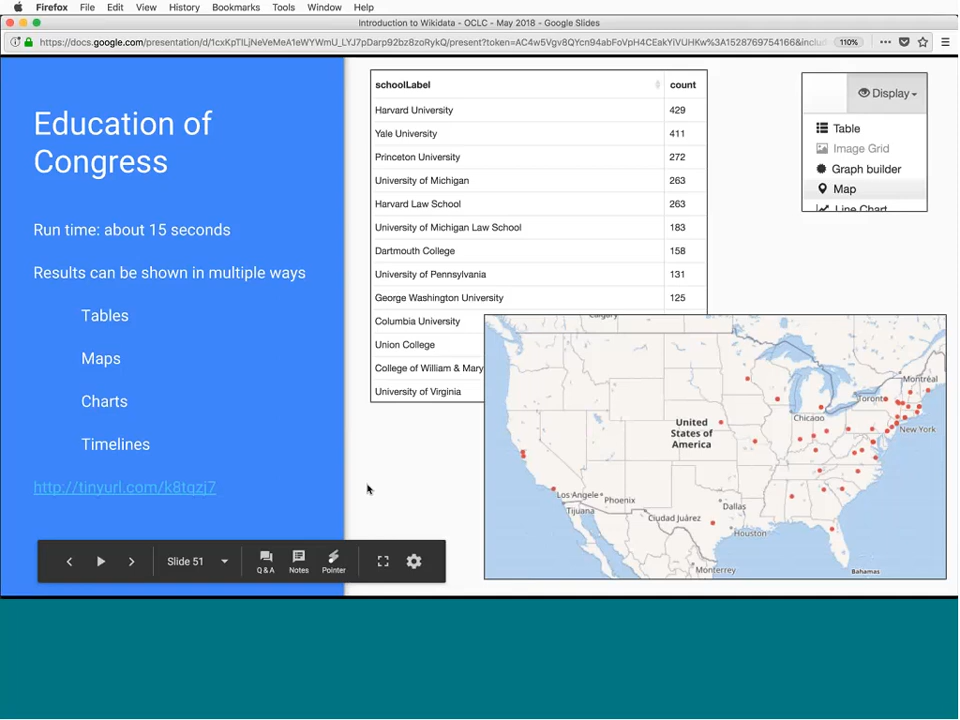 Firefox File Edit View History Bookmarks Tools Window Help
Introduction to Wikidata - OCLC - May 2018 - Google Slides
110%
Education of
Congress
Run time: about 15 seconds
Results can be shown in multiple ways
Tables
Maps
Charts
Timelines
http://tinyurl.com/k8tqzj7
schoolLabel count
Harvard University 429
Yale University 411
Princeton University 272
University of Michigan 263
Harvard Law School 263
University of Michigan Law School 183
Dartmouth College 158
University of Pennsylvania 131
George Washington University 125
Columbia University
Union College
College of William & Mary
University of Virginia
Display
Table
Image Grid
Graph builder
Map
Line Chart
Calgary
Montréal
Toronto
Chicago
New York
United
States of
America
Los Angeles
Phoenix
Tijuana
Dallas
Ciudad Juárez
Houston
Monterrey
Bahamas
Slide 51
Q & A
Notes
Pointer